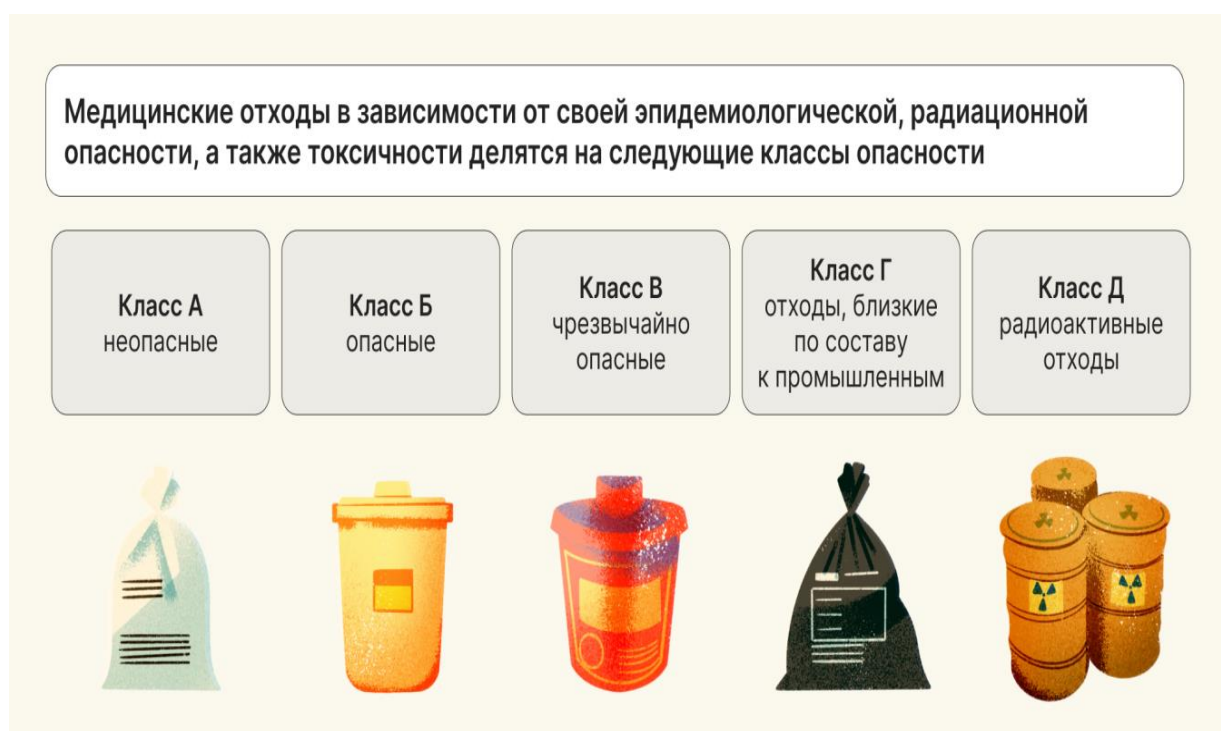 Медицинские отходы в зависимости от своей эпидемиологической, радиационной
опасности, а также токсичности делятся на следующие классы опасности
Класс А
неопасные
Класс Б
опасные
Класс В
чрезвычайно
опасные
Класс Г
отходы, близкие
по составу
к промышленным
Класс Д
радиоактивные
отходы